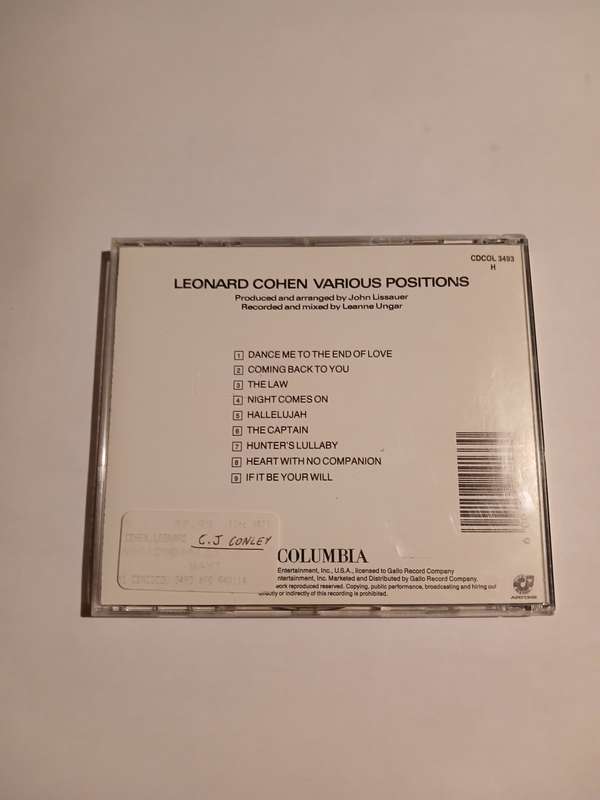 CDCOL 3493
H
LEONARD COHEN VARIOUS POSITIONS
Produced and arranged by John Lissauer
Recorded and mixed by Leanne Ungar
1 DANCE ME TO THE END OF LOVE
2 COMING BACK TO YOU
3 THE LAW
4 NIGHT COMES ON
5 HALLELUJAH
6 THE CAPTAIN
7 HUNTER'S LULLABY
8 HEART WITH NO COMPANION
9 IF IT BE YOUR WILL
COHEN LEONARD C.J CONLEY
COLUMBIA
Entertainment, Inc., U.S.A., licensed to Gallo Record Company
Entertainment, Inc. Marketed and Distributed by Gallo Record Company.
work reproduced reserved. Copying, public performance, broadcasting and hiring out
directly or indirectly of this recording is prohibited.